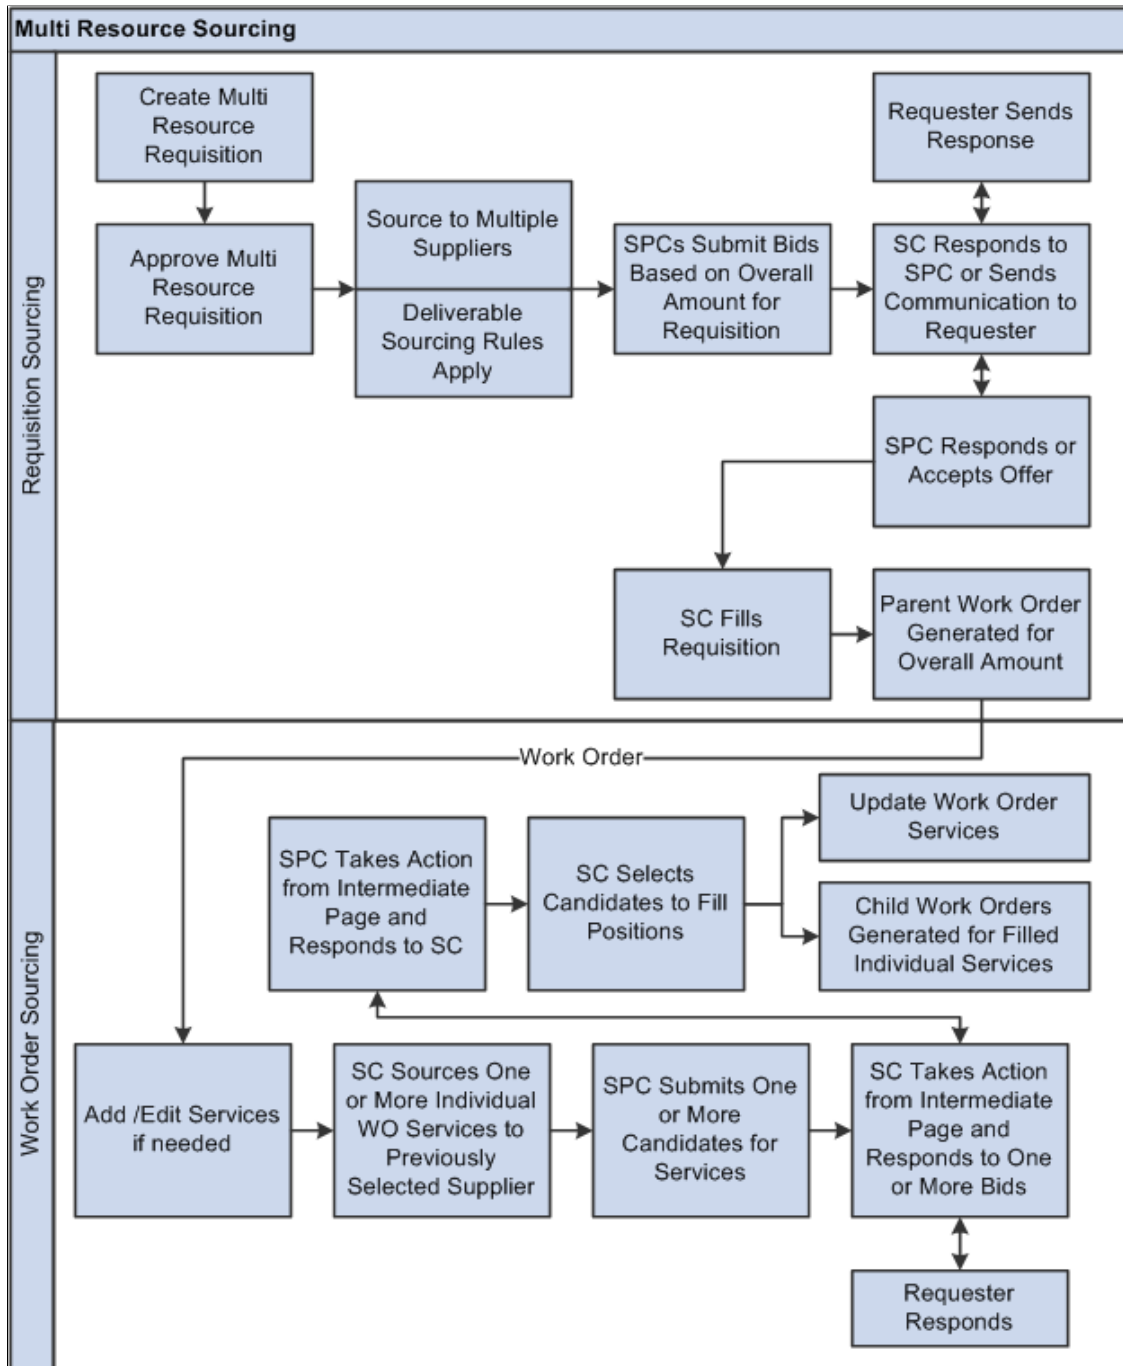 Multi Resource Sourcing
Requisition Sourcing
Create Multi
Resource
Requisition
Approve Multi
Resource
Requisition
Source to Multiple
Suppliers
Deliverable
Sourcing Rules
Apply
SPCs Submit Bids
Based on Overall
Amount for
Requisition
Requester Sends
Response
SC Responds to
SPC or Sends
Communication to
Requester
SPC Responds or
Accepts Offer
SC Fills
Requisition
Parent Work Order
Generated for
Overall Amount
Work Order Sourcing
Work Order
SPC Takes Action
from Intermediate
Page and
Responds to SC
SC Selects
Candidates to Fill
Positions
Update Work Order
Services
Child Work Orders
Generated for Filled
Individual Services
Add /Edit Services
if needed
SC Sources One
or More Individual
WO Services to
Previously
Selected Supplier
SPC Submits One
or More
Candidates for
Services
SC Takes Action
from Intermediate
Page and
Responds to One
or More Bids
Requester
Responds